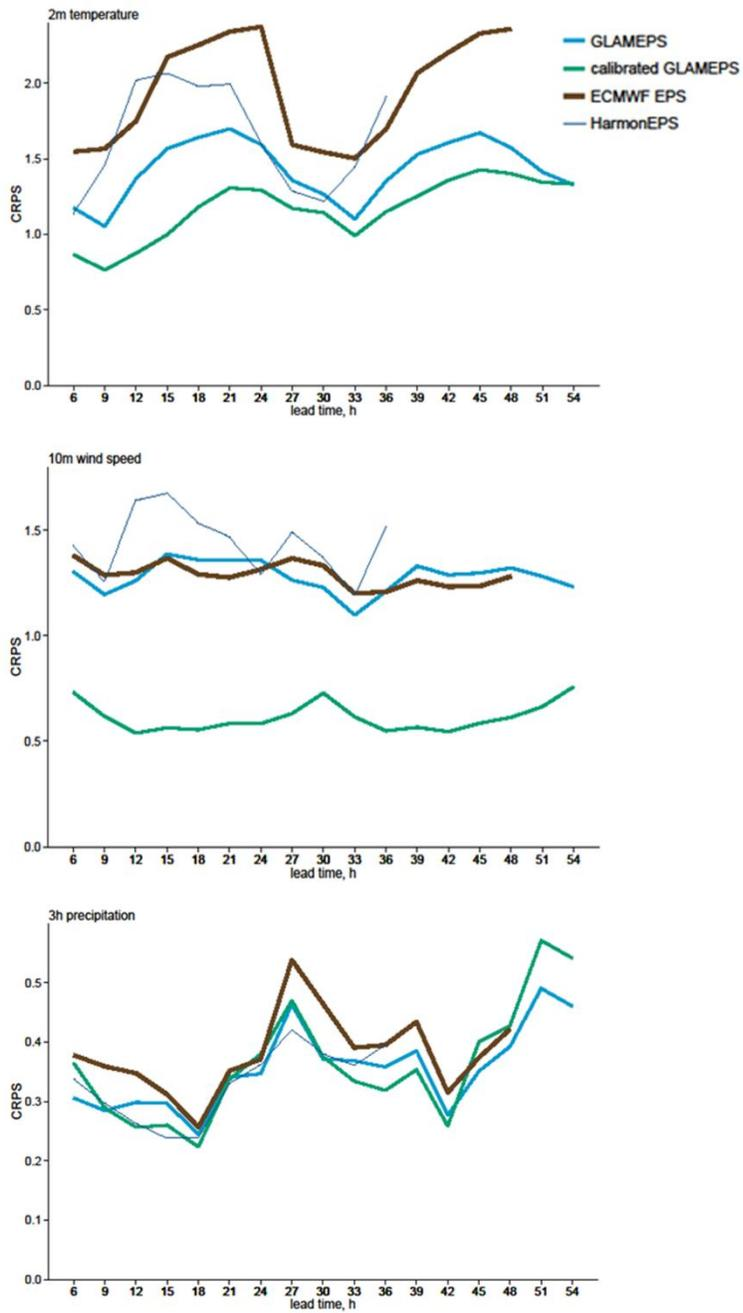 2m temperature
GLAMEPS
calibrated GLAMEPS
ECMWF EPS
HarmonEPS
2.0
1.5
CRPS
1.0
0.5
0.0
6 9 12 15 18 21 24 27 30 33 36 39 42 45 48 51 54
lead time, h
10m wind speed
1.5
1.0
CRPS
0.5
0.0
6 9 12 15 18 21 24 27 30 33 36 39 42 45 48 51 54
lead time, h
3h precipitation
0.5
0.4
CRPS
0.3
0.2
0.1
0.0
6 9 12 15 18 21 24 27 30 33 36 39 42 45 48 51 54
lead time, h